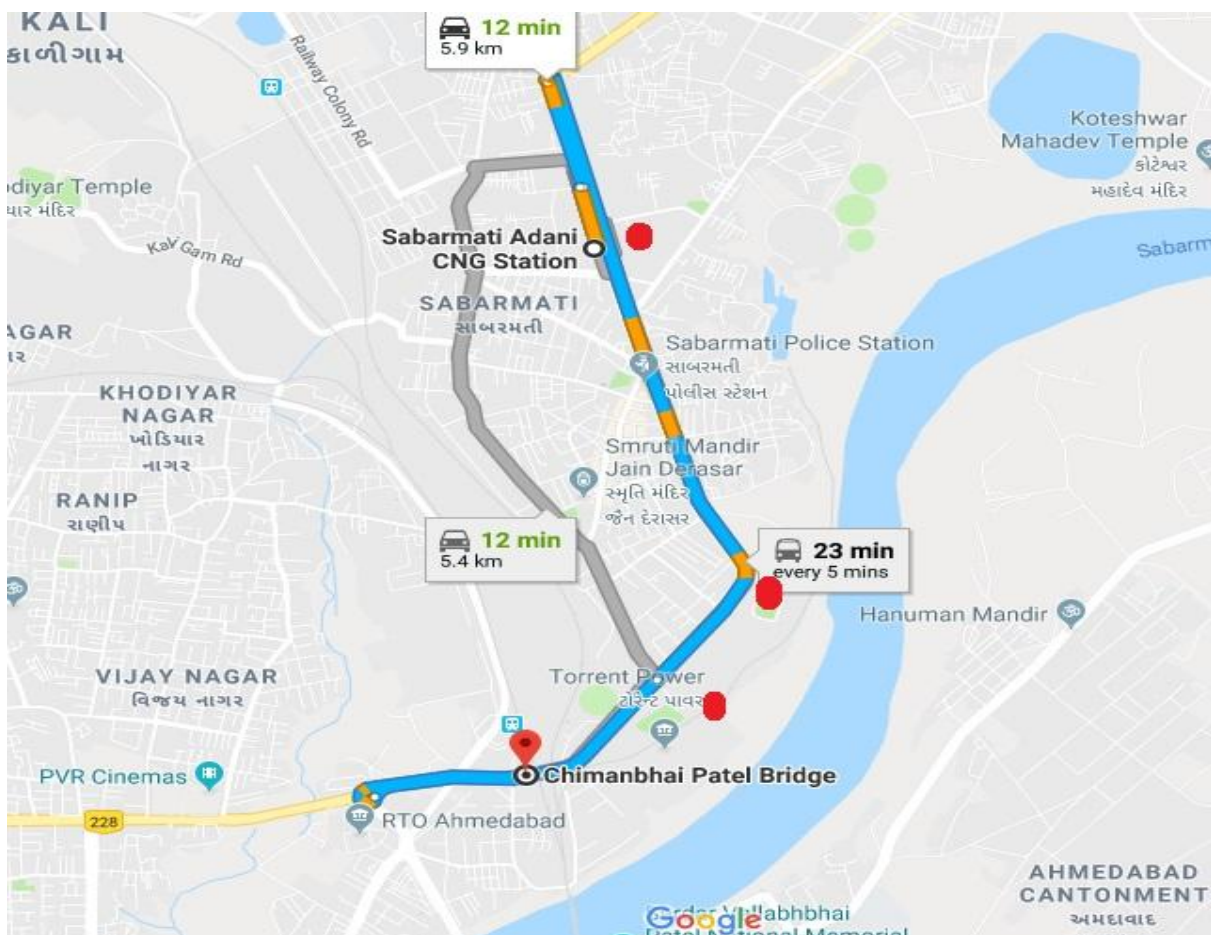 KALI
કાળીગામ
12 min
5.9 km
Railway Colony Rd
Koteshwar
Mahadev Temple
કોટેશ્વર
મહાદેવ મંદિર
odiyar Temple
યાર મંદિર
Kali Gam Rd
Sabarmati Adani
CNG Station
Sabarm
SABARMATI
સાબરમતી
AGAR
Sabarmati Police Station
સાબરમતી
પોલીસ સ્ટેશન
KHODIYAR
NAGAR
ખોડિયાર
નાગર
Smruti Mandir
Jain Derasar
સ્મૃતિ મંદિર
જૈન દેરાસર
RANIP
રાણીપ
12 min
5.4 km
23 min
every 5 mins
Hanuman Mandir
VIJAY NAGAR
વિજય નાગર
Torrent Power
ટોરેન્ટ પાવર
PVR Cinemas
Chimanbhai Patel Bridge
228
RTO Ahmedabad
AHMEDABAD
CANTONMENT
અમદાવાદ
Google